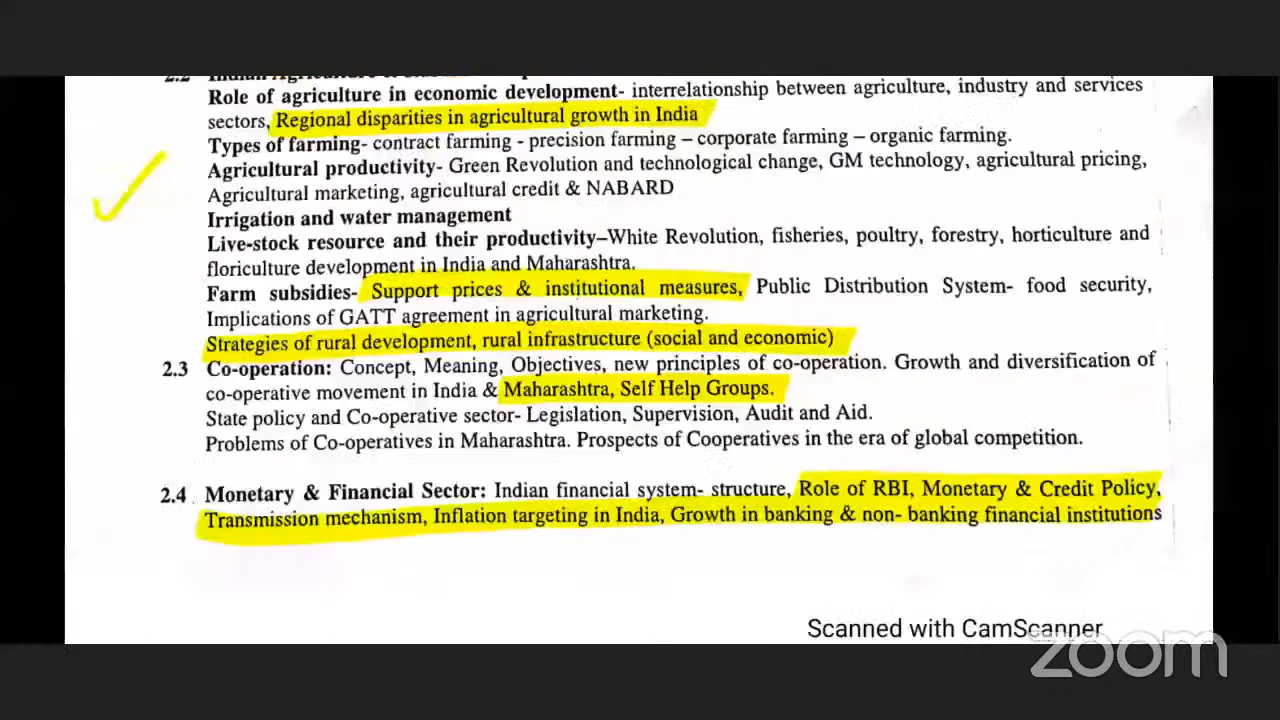 2.2 Indian Agriculture &
Role of agriculture in economic development- interrelationship between agriculture, industry and services
sectors, Regional disparities in agricultural growth in India
Types of farming- contract farming - precision farming – corporate farming – organic farming.
Agricultural productivity- Green Revolution and technological change, GM technology, agricultural pricing,
Agricultural marketing, agricultural credit & NABARD
Irrigation and water management
Live-stock resource and their productivity–White Revolution, fisheries, poultry, forestry, horticulture and
floriculture development in India and Maharashtra.
Farm subsidies- Support prices & institutional measures, Public Distribution System- food security,
Implications of GATT agreement in agricultural marketing.
Strategies of rural development, rural infrastructure (social and economic)
2.3 Co-operation: Concept, Meaning, Objectives, new principles of co-operation. Growth and diversification of
co-operative movement in India & Maharashtra, Self Help Groups.
State policy and Co-operative sector- Legislation, Supervision, Audit and Aid.
Problems of Co-operatives in Maharashtra. Prospects of Cooperatives in the era of global competition.
2.4 Monetary & Financial Sector: Indian financial system- structure, Role of RBI, Monetary & Credit Policy,
Transmission mechanism, Inflation targeting in India, Growth in banking & non- banking financial institutions
Scanned with CamScanner
zoom